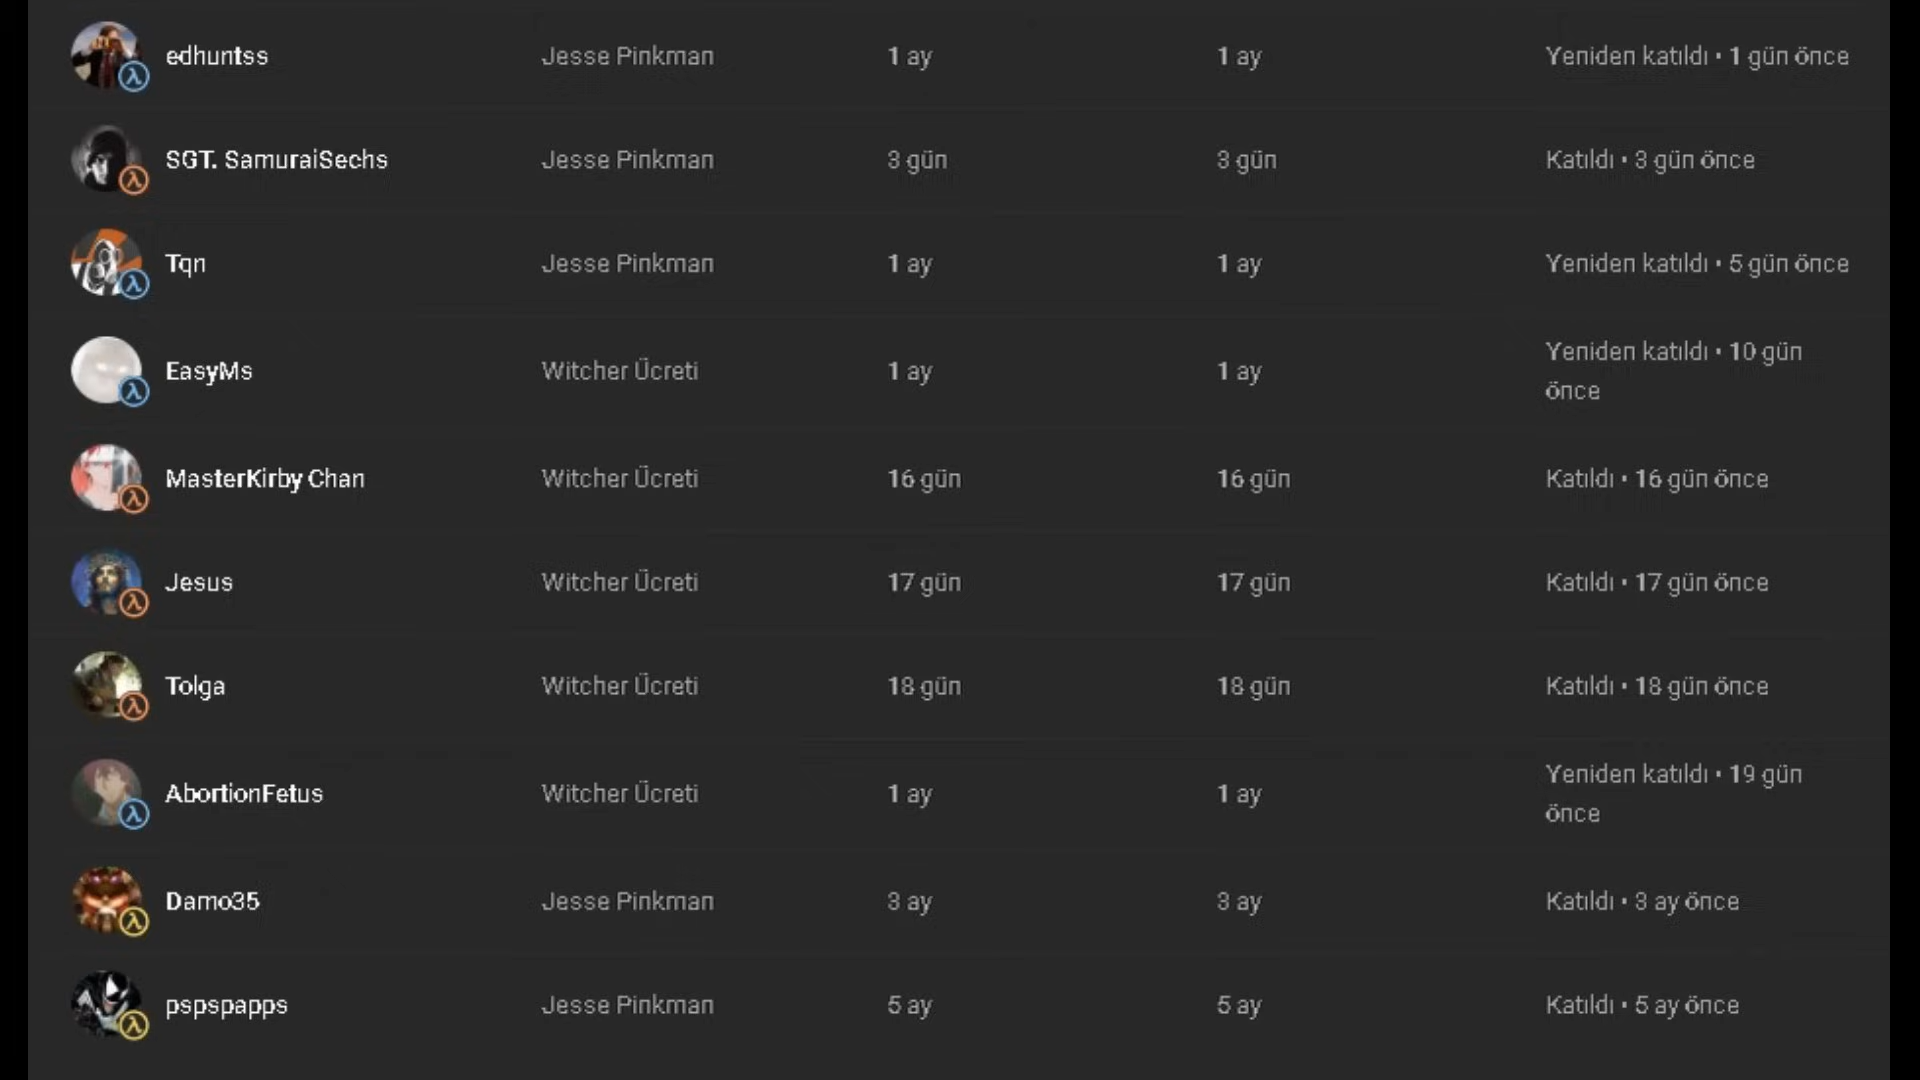 edhuntss Jesse Pinkman 1 ay 1 ay Yeniden katıldı • 1 gün önce
SGT. SamuraiSechs Jesse Pinkman 3 gün 3 gün Katıldı • 3 gün önce
Tqn Jesse Pinkman 1 ay 1 ay Yeniden katıldı • 5 gün önce
EasyMs Witcher Ücreti 1 ay 1 ay Yeniden katıldı • 10 gün
önce
MasterKirby Chan Witcher Ücreti 16 gün 16 gün Katıldı • 16 gün önce
Jesus Witcher Ücreti 17 gün 17 gün Katıldı • 17 gün önce
Tolga Witcher Ücreti 18 gün 18 gün Katıldı • 18 gün önce
AbortionFetus Witcher Ücreti 1 ay 1 ay Yeniden katıldı • 19 gün
önce
Damo35 Jesse Pinkman 3 ay 3 ay Katıldı • 3 ay önce
pspspapps Jesse Pinkman 5 ay 5 ay Katıldı • 5 ay önce